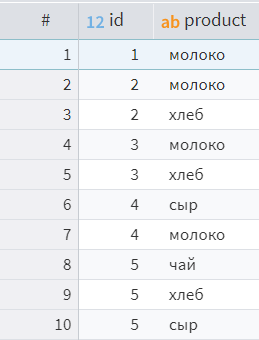 # 12 id ab product
1 1 молоко
2 2 молоко
3 2 хлеб
4 3 молоко
5 3 хлеб
6 4 сыр
7 4 молоко
8 5 чай
9 5 хлеб
10 5 сыр